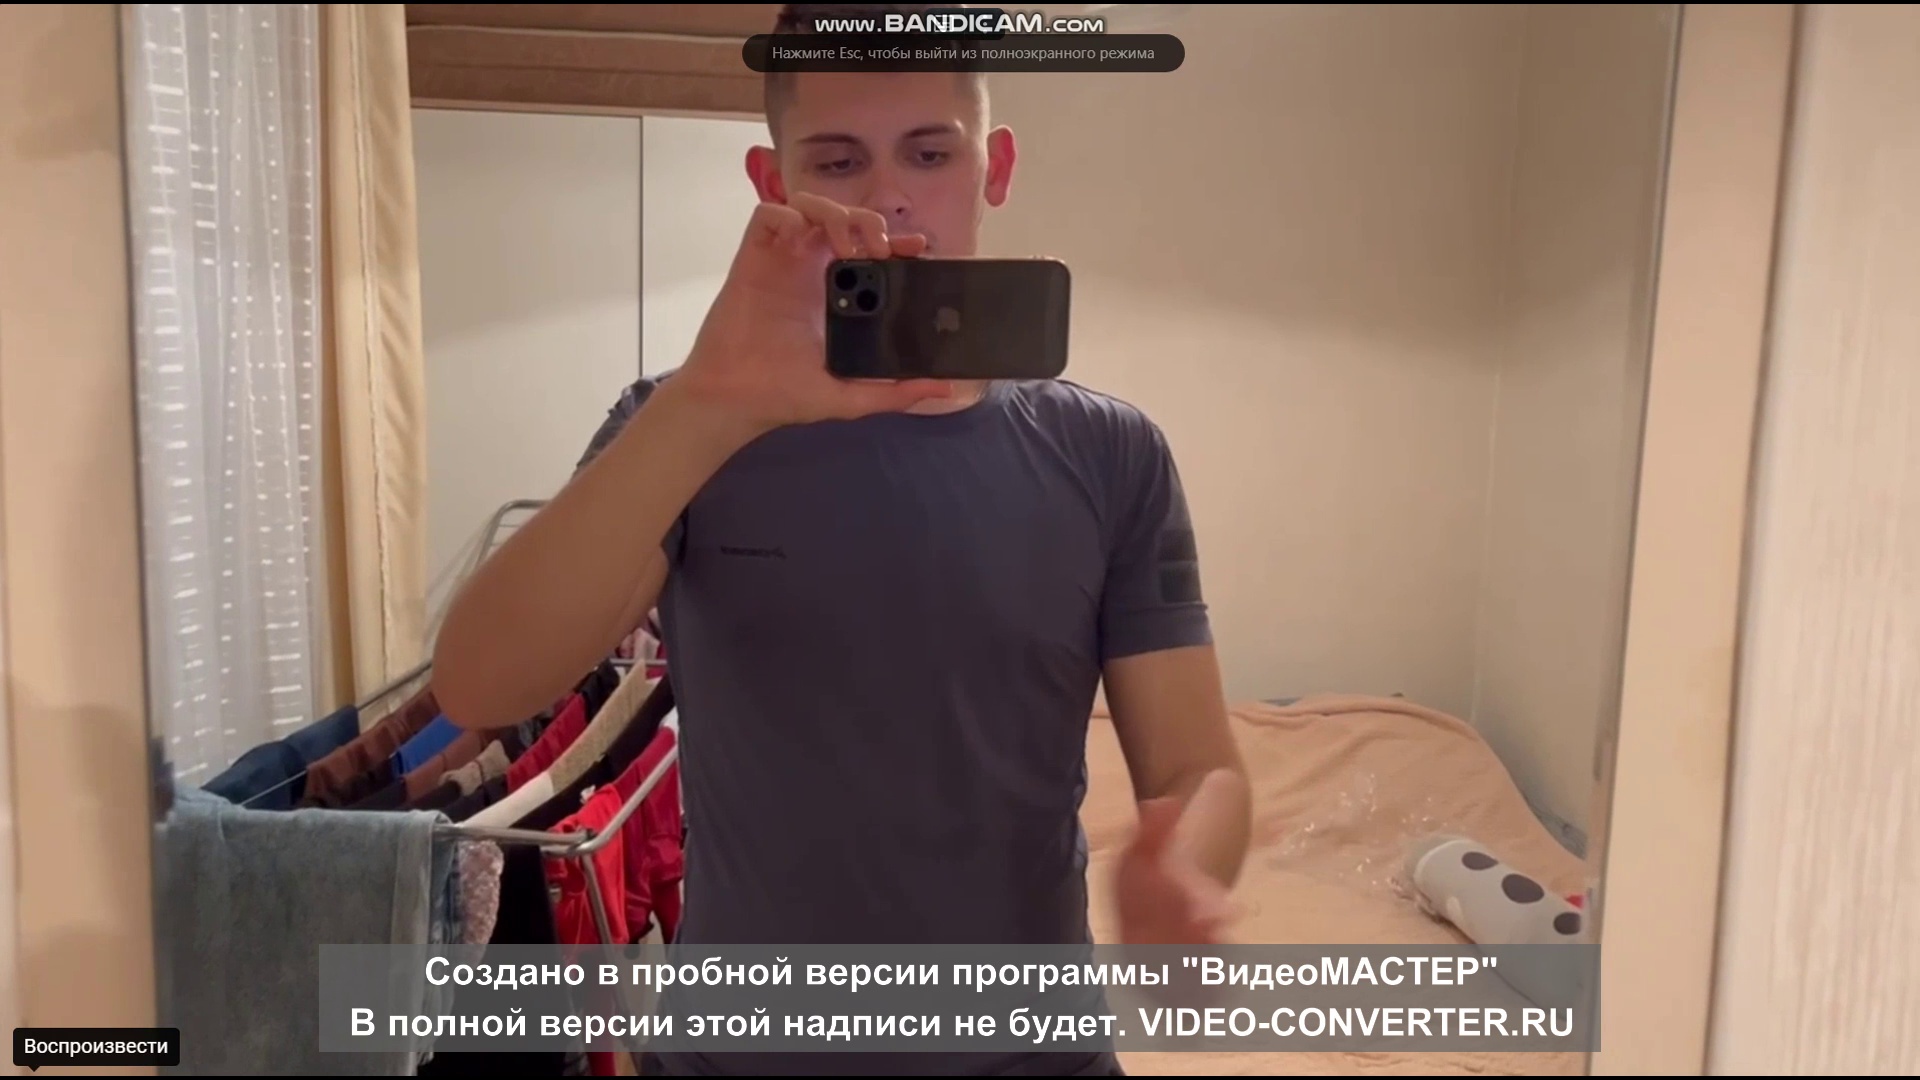 www.BANDICAM.com
Нажмите Esc, чтобы выйти из полноэкранного режима
Создано в пробной версии программы "ВидеоМАСТЕР"
В полной версии этой надписи не будет. VIDEO-CONVERTER.RU
Воспроизвести